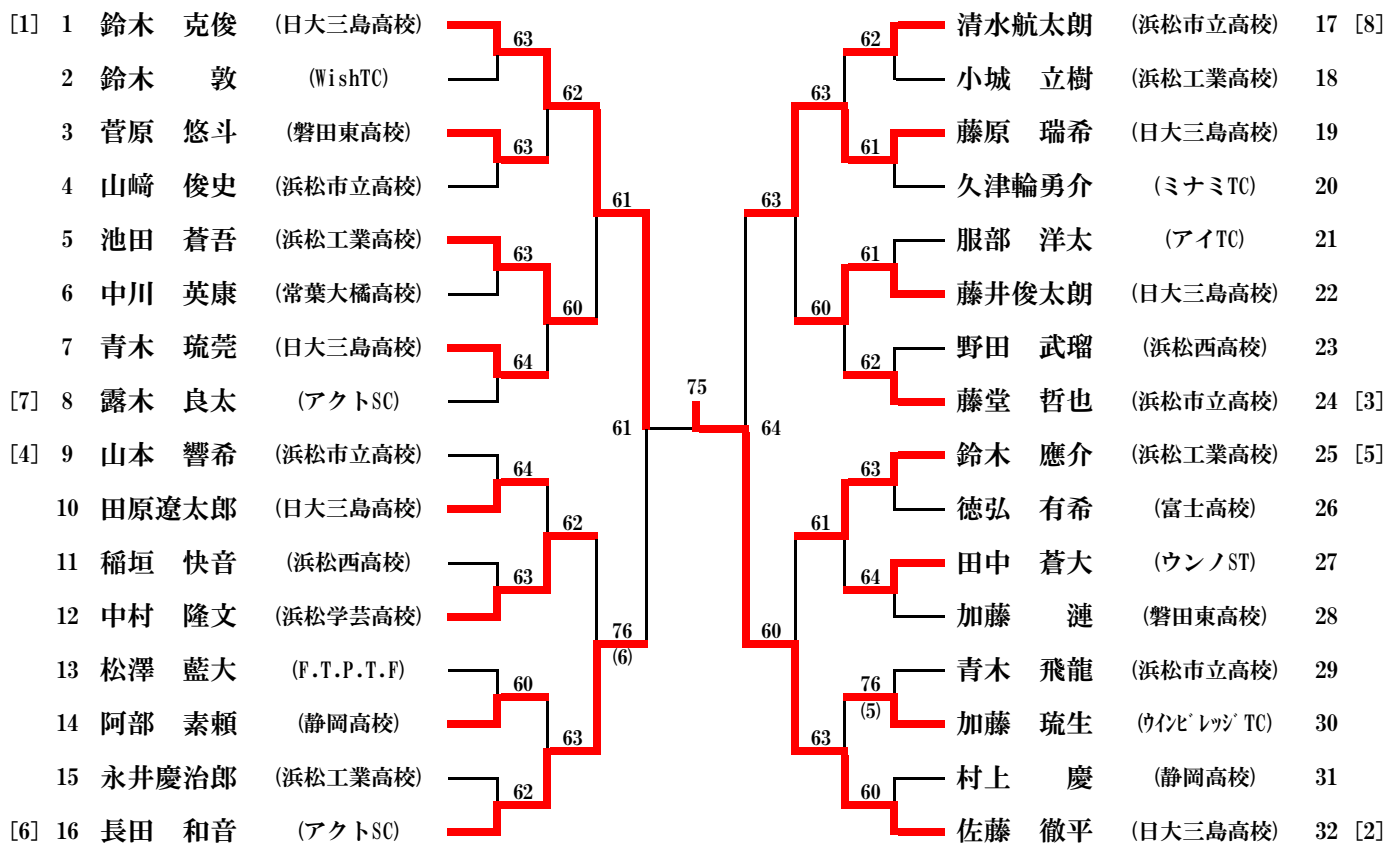 [1] 1 鈴木 克俊 (日大三島高校)
2 鈴木 敦 (WishTC)
3 菅原 悠斗 (磐田東高校)
4 山﨑 俊史 (浜松市立高校)
5 池田 蒼吾 (浜松工業高校)
6 中川 英康 (常葉大橘高校)
7 青木 琉莞 (日大三島高校)
[7] 8 露木 良太 (アクトSC)
[4] 9 山本 響希 (浜松市立高校)
10 田原遼太郎 (日大三島高校)
11 稲垣 快音 (浜松西高校)
12 中村 隆文 (浜松学芸高校)
13 松澤 藍大 (F.T.P.T.F)
14 阿部 素頼 (静岡高校)
15 永井慶治郎 (浜松工業高校)
[6] 16 長田 和音 (アクトSC)
63
63
63
64
64
63
60
62
62
60
62
63
61
76
(6)
61
75
64
63
60
63
60
61
63
62
61
61
62
63
64
76
(5)
60
清水航太朗 (浜松市立高校) 17 [8]
小城 立樹 (浜松工業高校) 18
藤原 瑞希 (日大三島高校) 19
久津輪勇介 (ミナミTC) 20
服部 洋太 (アイTC) 21
藤井俊太朗 (日大三島高校) 22
野田 武瑠 (浜松西高校) 23
藤堂 哲也 (浜松市立高校) 24 [3]
鈴木 應介 (浜松工業高校) 25 [5]
徳弘 有希 (富士高校) 26
田中 蒼大 (ウンノST) 27
加藤 漣 (磐田東高校) 28
青木 飛龍 (浜松市立高校) 29
加藤 琉生 (ｳｲﾝﾋﾞﾚｯｼﾞTC) 30
村上 慶 (静岡高校) 31
佐藤 徹平 (日大三島高校) 32 [2]